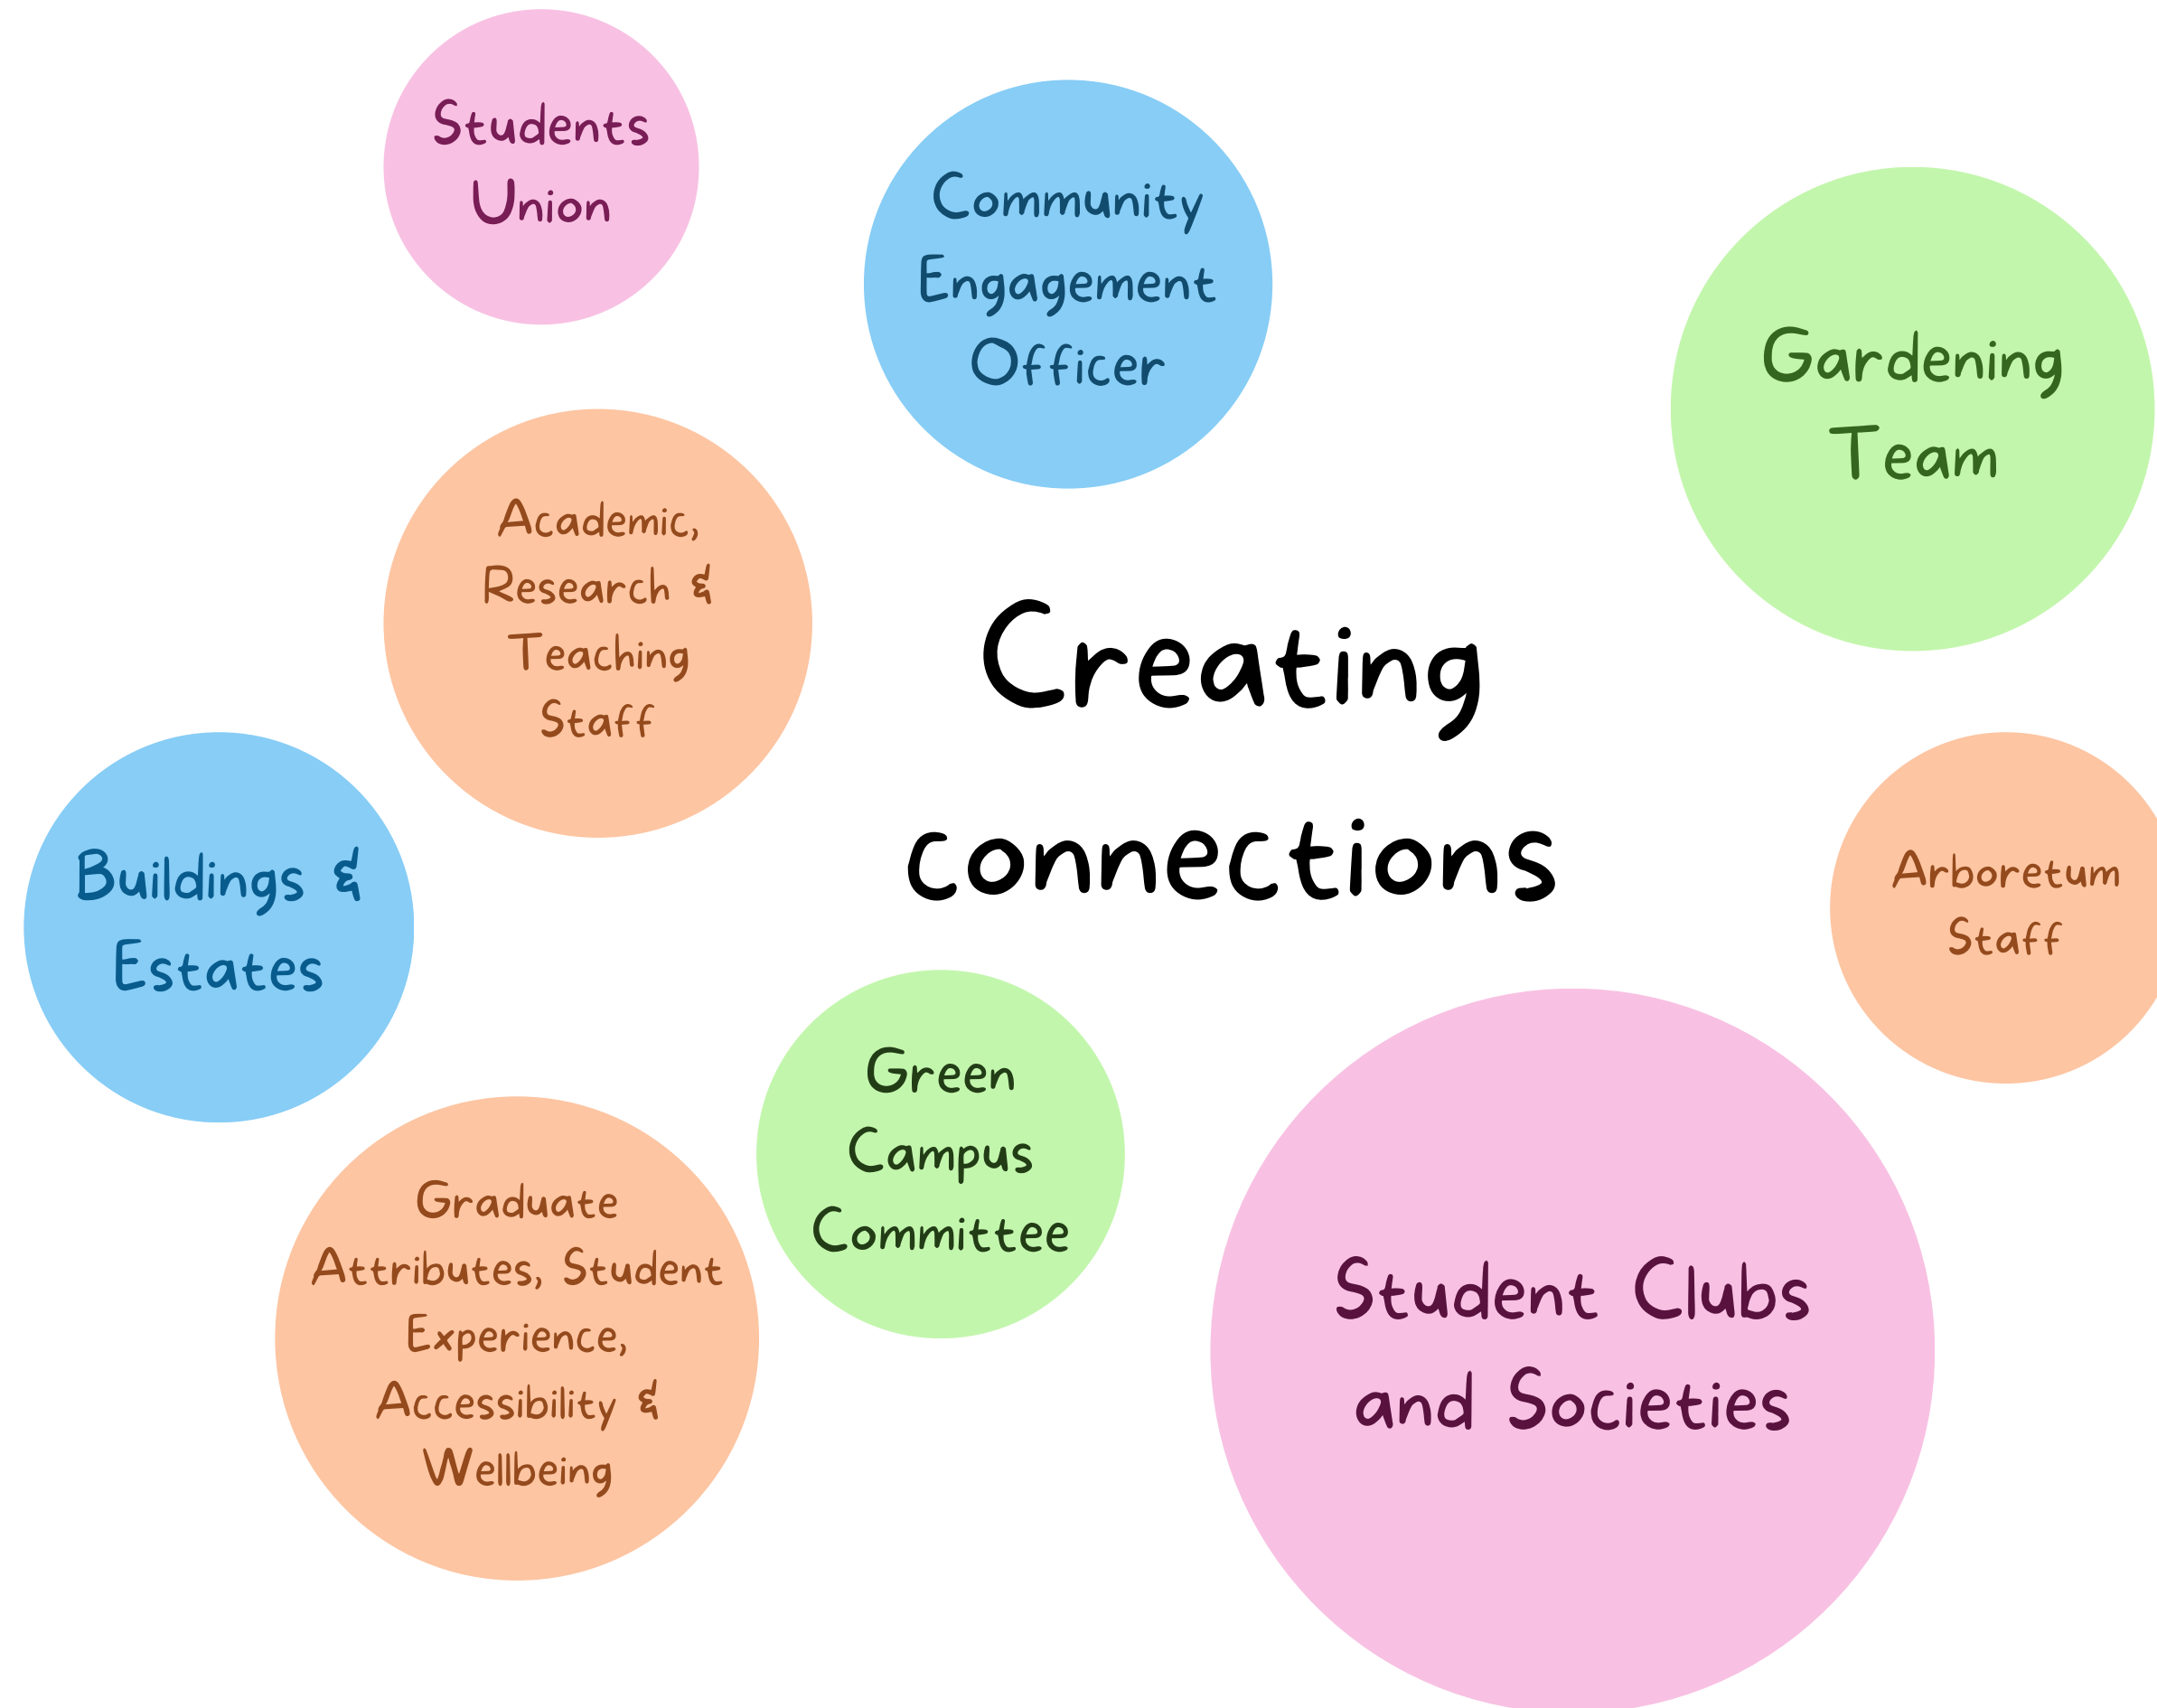 Students
Union
Community
Engagement
Officer
Gardening
Team
Academic,
Research &
Teaching
Staff
Creating
connections
Buildings &
Estates
Arboretum
Staff
Green
Campus
Committee
Graduate
Attributes, Student
Experience,
Accessibility &
Wellbeing
Student Clubs
and Societies